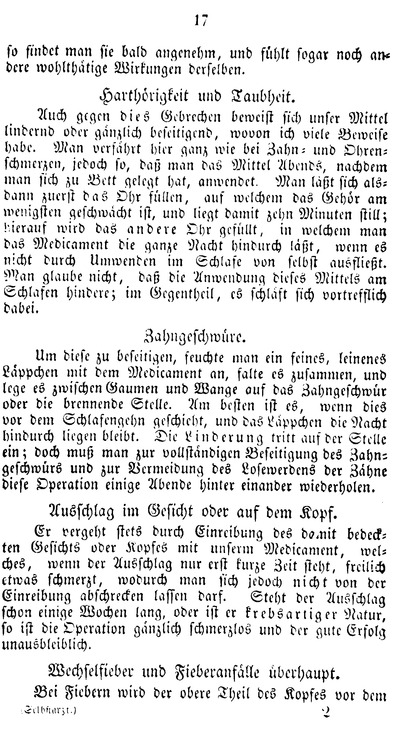 17
so findet man sie bald angenehm, und fühlt sogar noch an-
dere wohlthätige Wirkungen derselben.
Harthörigkeit und Taubheit.
Auch gegen dies Gebrechen beweist sich unser Mittel
lindernd oder gänzlich beseitigend, wovon ich viele Beweise
habe. Man verfährt hier ganz wie bei Zahn- und Ohren-
schmerzen, jedoch so, daß man das Mittel Abends, nachdem
man sich zu Bett gelegt hat, anwendet. Man läßt sich als-
dann zuerst das Ohr füllen, auf welchem das Gehör am
wenigsten geschwächt ist, und liegt damit zehn Minuten still;
hierauf wird das andere Ohr gefüllt, in welchem man
das Medicament die ganze Nacht hindurch läßt, wenn es
nicht durch Umwenden im Schlafe von selbst ausfließt.
Man glaube nicht, daß die Anwendung dieses Mittels am
Schlafen hindere; im Gegentheil, es schläft sich vortrefflich
dabei.
Zahngeschwüre.
Um diese zu beseitigen, feuchte man ein feines, leinenes
Läppchen mit dem Medicament an, falte es zusammen, und
lege es zwischen Gaumen und Wange auf das Zahngeschwür
oder die brennende Stelle. Am besten ist es, wenn dies
vor dem Schlafengehn geschieht, und das Läppchen die Nacht
hindurch liegen bleibt. Die Linderung tritt auf der Stelle
ein; doch muß man zur vollständigen Beseitigung des Zahn-
geschwürs und zur Vermeidung des Losewerdens der Zähne
diese Operation einige Abende hinter einander wiederholen.
Ausschlag im Gesicht oder auf dem Kopf.
Er vergeht stets durch Einreibung des damit bedeck-
ten Gesichts oder Kopfes mit unserm Medicament, wel-
ches, wenn der Ausschlag nur erst kurze Zeit steht, freilich
etwas schmerzt, wodurch man sich jedoch nicht von der
Einreibung abschrecken lassen darf. Steht der Ausschlag
schon einige Wochen lang, oder ist er krebsartiger Natur,
so ist die Operation gänzlich schmerzlos und der gute Erfolg
unausbleiblich.
Wechselfieber und Fieberanfälle überhaupt.
Bei Fiebern wird der obere Theil des Kopfes vor dem
(Selbstarzt.) 2